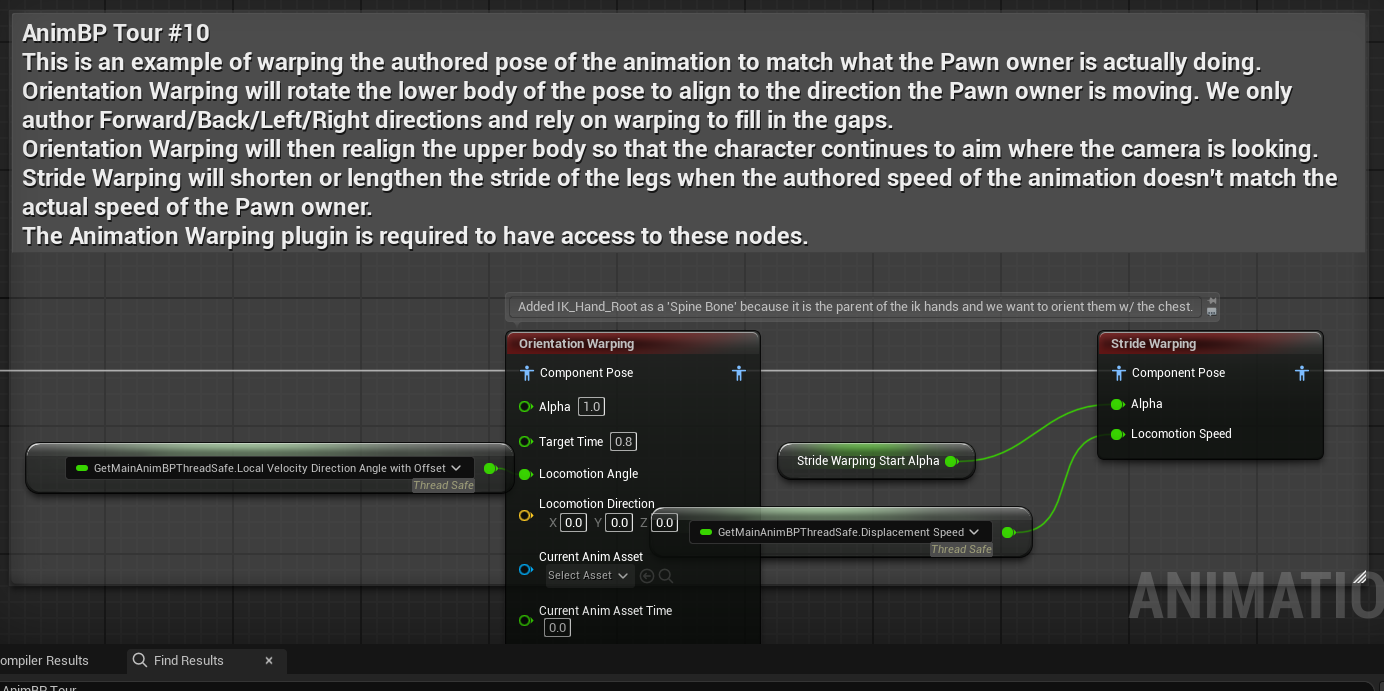 AnimBP Tour #10
This is an example of warping the authored pose of the animation to match what the Pawn owner is actually doing.
Orientation Warping will rotate the lower body of the pose to align to the direction the Pawn owner is moving. We only
author Forward/Back/Left/Right directions and rely on warping to fill in the gaps.
Orientation Warping will then realign the upper body so that the character continues to aim where the camera is looking.
Stride Warping will shorten or lengthen the stride of the legs when the authored speed of the animation doesn't match the
actual speed of the Pawn owner.
The Animation Warping plugin is required to have access to these nodes.
Added IK_Hand_Root as a 'Spine Bone' because it is the parent of the ik hands and we want to orient them w/ the chest.
Orientation Warping
Component Pose
Alpha 1.0
Target Time 0.8
GetMainAnimBPThreadSafe.Local Velocity Direction Angle with Offset
Thread Safe
Locomotion Angle
Locomotion Direction
X 0.0 Y 0.0 Z 0.0
Current Anim Asset
Select Asset
Current Anim Asset Time
0.0
Stride Warping Start Alpha
GetMainAnimBPThreadSafe.Displacement Speed
Thread Safe
Stride Warping
Component Pose
Alpha
Locomotion Speed
ANIMATIO
ompiler Results
Find Results
AnimBP Tour